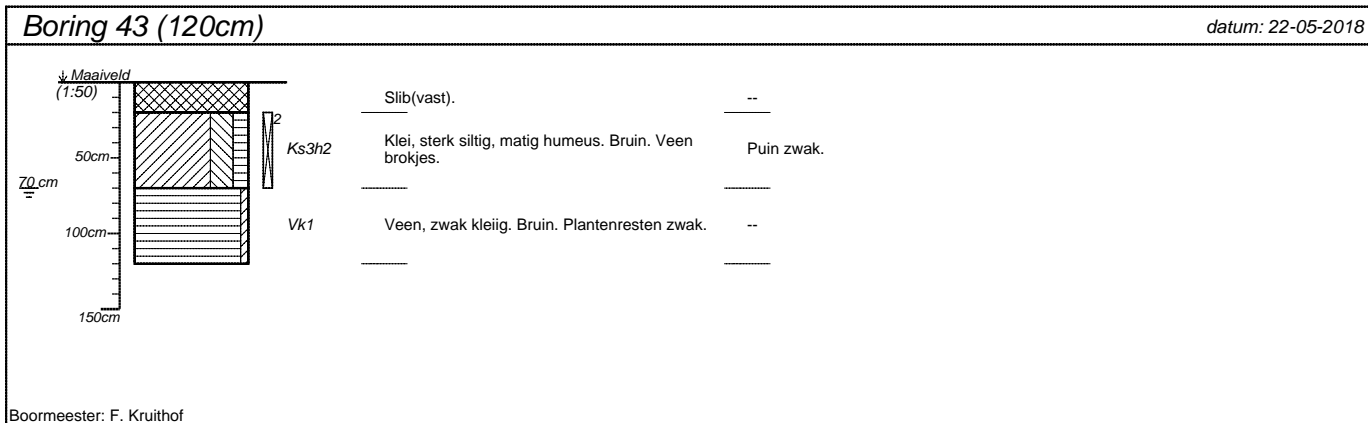 Boring 43 (120cm)
datum: 22-05-2018
Maaiveld
(1:50)
Slib(vast).
--
2
Ks3h2
Klei, sterk siltig, matig humeus. Bruin. Veen
brokjes.
Puin zwak.
50cm
70 cm
Vk1
Veen, zwak kleiig. Bruin. Plantenresten zwak.
--
100cm
150cm
Boormeester: F. Kruithof